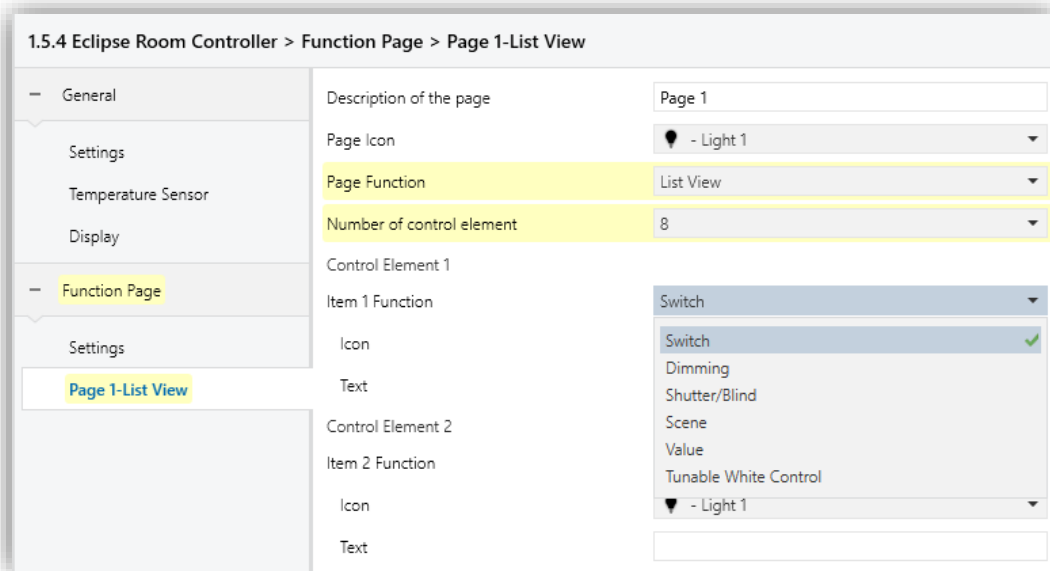 1.5.4 Eclipse Room Controller > Function Page > Page 1-List View
General
Settings
Temperature Sensor
Display
Function Page
Settings
Page 1-List View
Description of the page Page 1
Page Icon - Light 1
Page Function List View
Number of control element 8
Control Element 1
Item 1 Function Switch
Icon Switch
Dimming
Text Shutter/Blind
Control Element 2 Scene
Value
Item 2 Function Tunable White Control
Icon - Light 1
Text